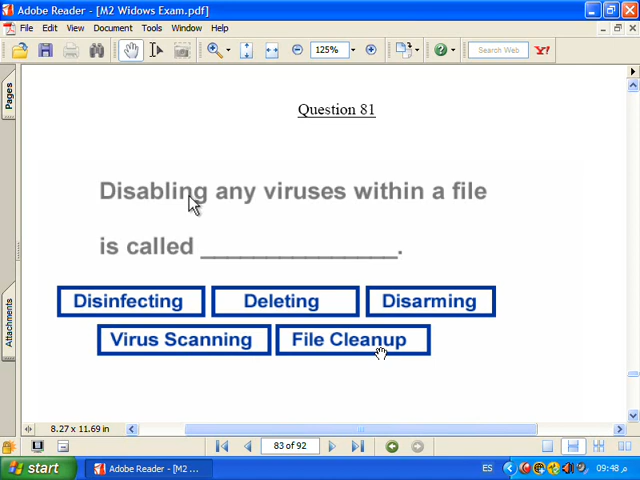 Adobe Reader - [M2 Widows Exam.pdf]
File Edit View Document Tools Window Help
125% Search Web Y!
Pages
Question 81
Disabling any viruses within a file
is called _______________.
Disinfecting Deleting Disarming
Virus Scanning File Cleanup
Attachments
8.27 x 11.69 in
83 of 92
start Adobe Reader - [M2 ... ES 09:48 م